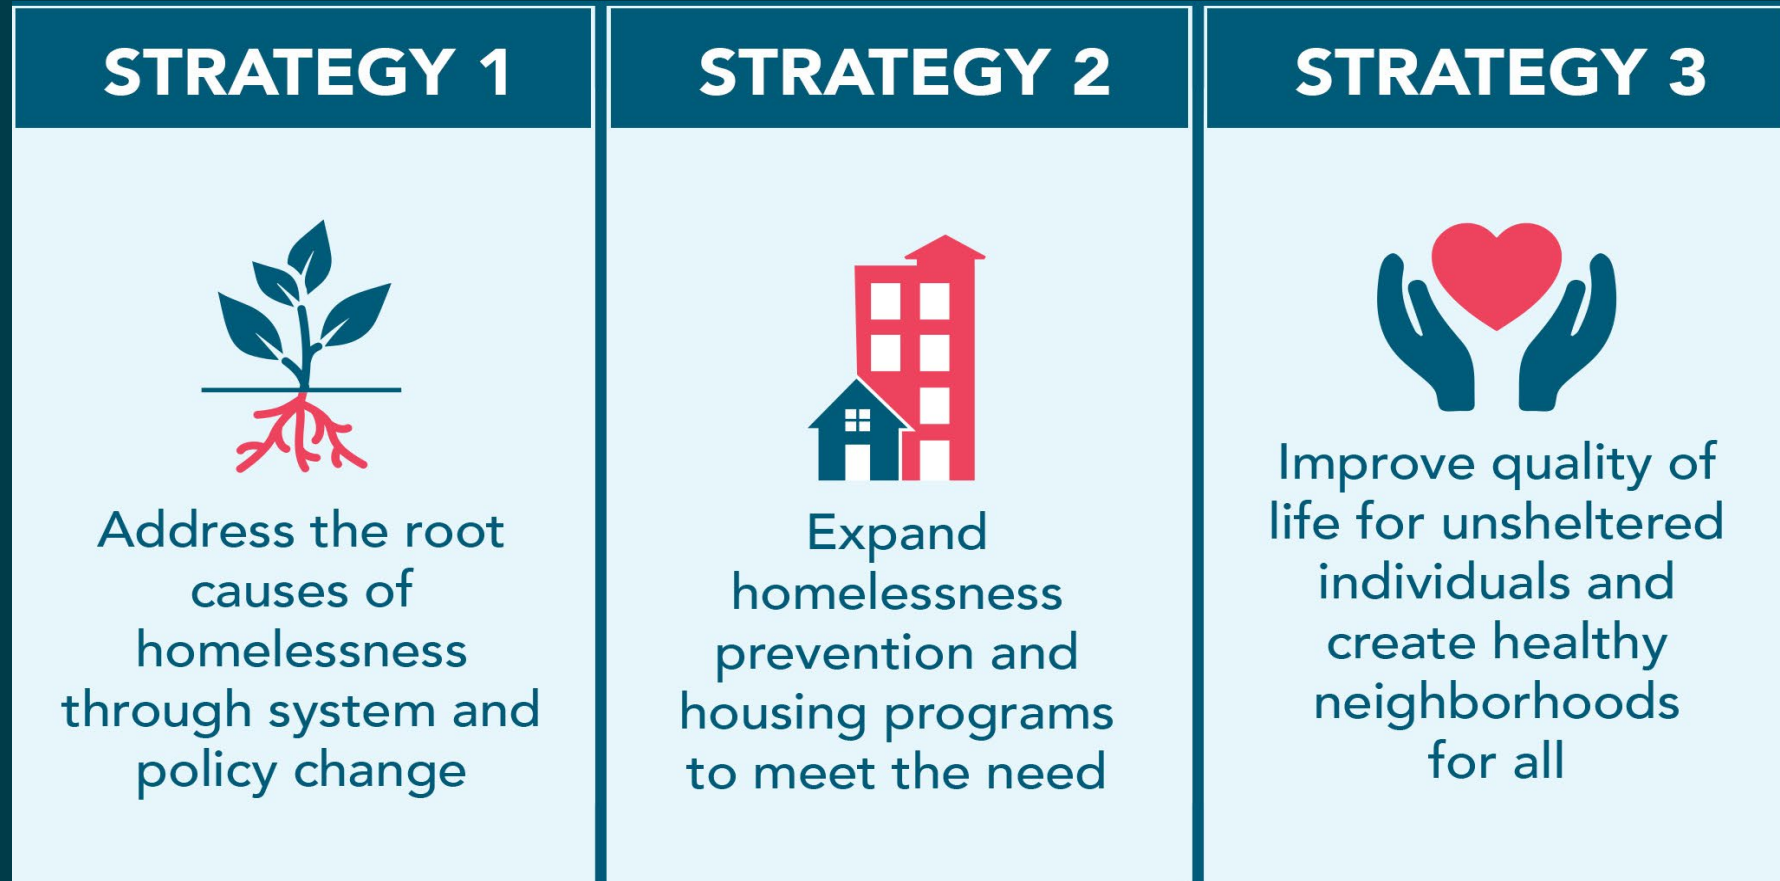 STRATEGY 1
Address the root
causes of
homelessness
through system and
policy change
STRATEGY 2
Expand
homelessness
prevention and
housing programs
to meet the need
STRATEGY 3
Improve quality of
life for unsheltered
individuals and
create healthy
neighborhoods
for all